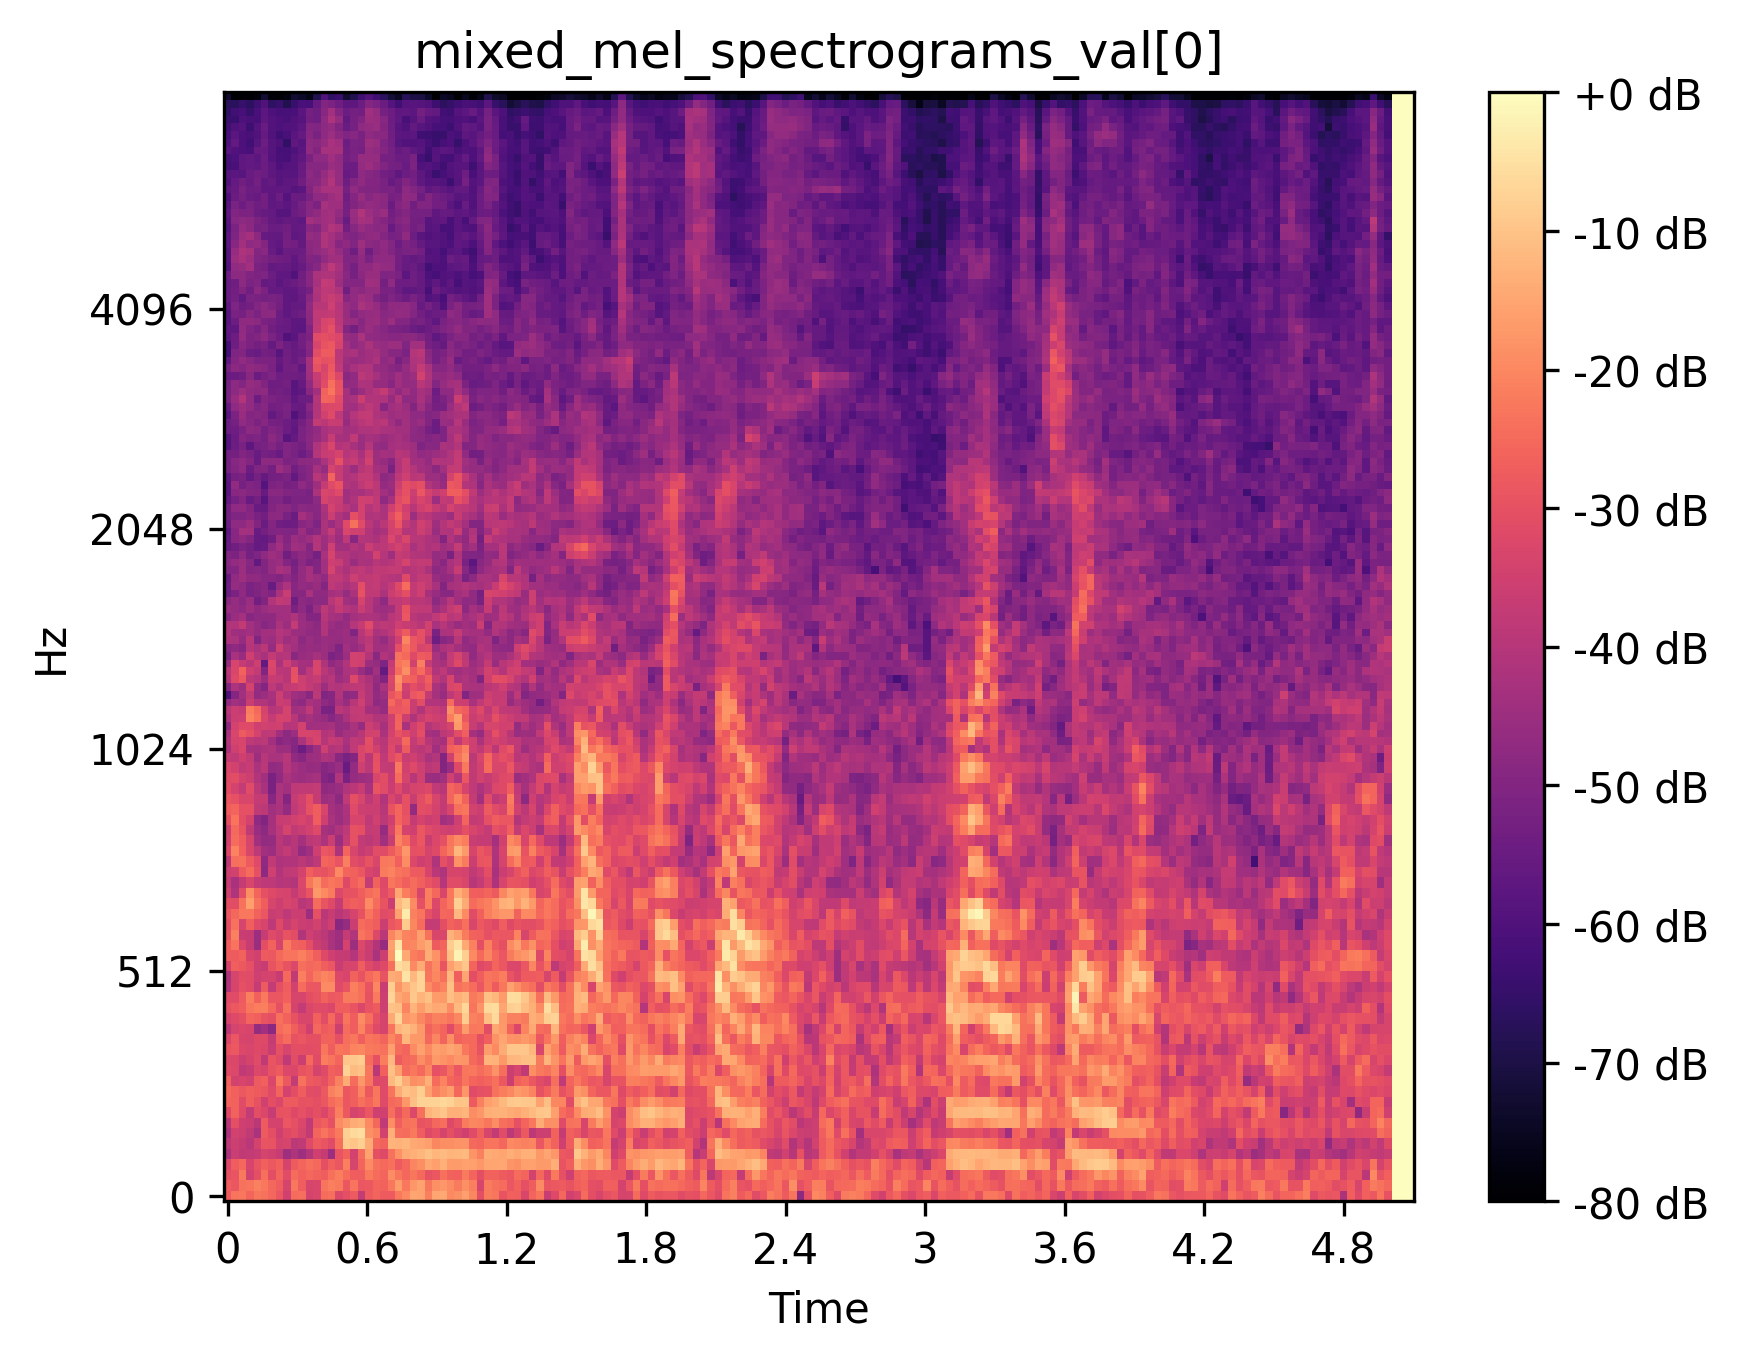 mixed_mel_spectrograms_val[0]
+0 dB
-10 dB
-20 dB
-30 dB
-40 dB
-50 dB
-60 dB
-70 dB
-80 dB
Hz
4096
2048
1024
512
0
0 0.6 1.2 1.8 2.4 3 3.6 4.2 4.8
Time